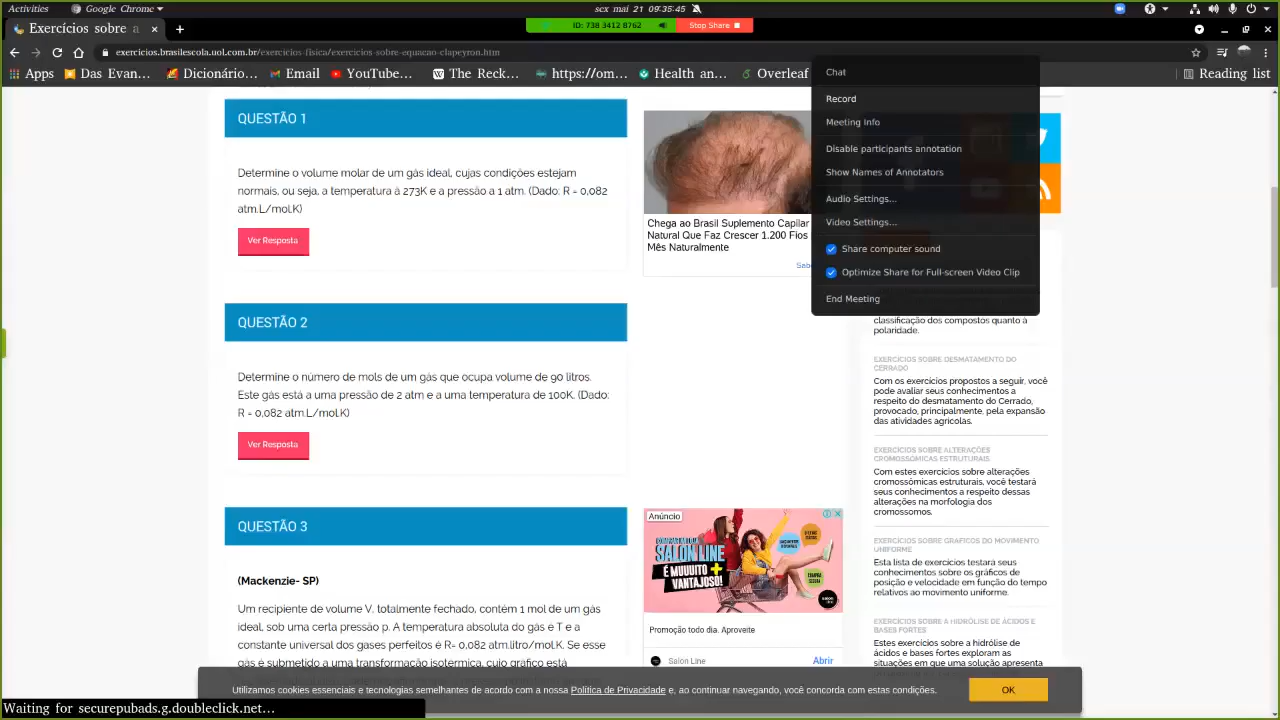 Activities
Google Chrome
sex mai 21 09:35:45
Exercícios sobre a
ID: 738 3412 8762
Stop Share
exercicios.brasilescola.uol.com.br/exercicios-fisica/exercicios-sobre-equacao-clapeyron.htm
Apps
Das Evan...
Dicionário...
Email
YouTube...
The Reck...
https://om...
Health an...
Overleaf
Reading list
Chat
Record
Meeting Info
Disable participants annotation
Show Names of Annotators
Audio Settings...
Video Settings...
Share computer sound
Optimize Share for Full-screen Video Clip
End Meeting
QUESTÃO 1
Determine o volume molar de um gás ideal, cujas condições estejam
normais, ou seja, a temperatura à 273K e a pressão a 1 atm. (Dado: R = 0,082
atm.L/mol.K)
Ver Resposta
Chega ao Brasil Suplemento Capilar
Natural Que Faz Crescer 1.200 Fios
Mês Naturalmente
QUESTÃO 2
Determine o número de mols de um gás que ocupa volume de 90 litros.
Este gás está a uma pressão de 2 atm e a uma temperatura de 100K. (Dado:
R = 0,082 atm.L/mol.K)
Ver Resposta
QUESTÃO 3
(Mackenzie- SP)
Um recipiente de volume V, totalmente fechado, contém 1 mol de um gás
ideal, sob uma certa pressão p. A temperatura absoluta do gás é T e a
constante universal dos gases perfeitos é R= 0,082 atm.litro/mol.K. Se esse
gás é submetido a uma transformação isotérmica, cujo gráfico está
Anúncio
SALON LINE
É MUUUITO +
VANTAJOSO!
Promoção todo dia. Aproveite
Salon Line
Abrir
classificação dos compostos quanto à
polaridade.
EXERCÍCIOS SOBRE DESMATAMENTO DO
CERRADO
Com os exercícios propostos a seguir, você
pode avaliar seus conhecimentos a
respeito do desmatamento do Cerrado,
provocado, principalmente, pela expansão
das atividades agrícolas.
EXERCÍCIOS SOBRE ALTERAÇÕES
CROMOSSÔMICAS ESTRUTURAIS
Com estes exercícios sobre alterações
cromossômicas estruturais, você testará
seus conhecimentos a respeito dessas
alterações na morfologia dos
cromossomos.
EXERCÍCIOS SOBRE GRÁFICOS DO MOVIMENTO
UNIFORME
Esta lista de exercícios testará seus
conhecimentos sobre os gráficos de
posição e velocidade em função do tempo
relativos ao movimento uniforme.
EXERCÍCIOS SOBRE A HIDRÓLISE DE ÁCIDOS E
BASES FORTES
Estes exercícios sobre a hidrólise de
ácidos e bases fortes exploram as
situações em que uma solução apresenta
Utilizamos cookies essenciais e tecnologias semelhantes de acordo com a nossa Política de Privacidade e, ao continuar navegando, você concorda com estas condições.
OK
Waiting for securepubads.g.doubleclick.net...